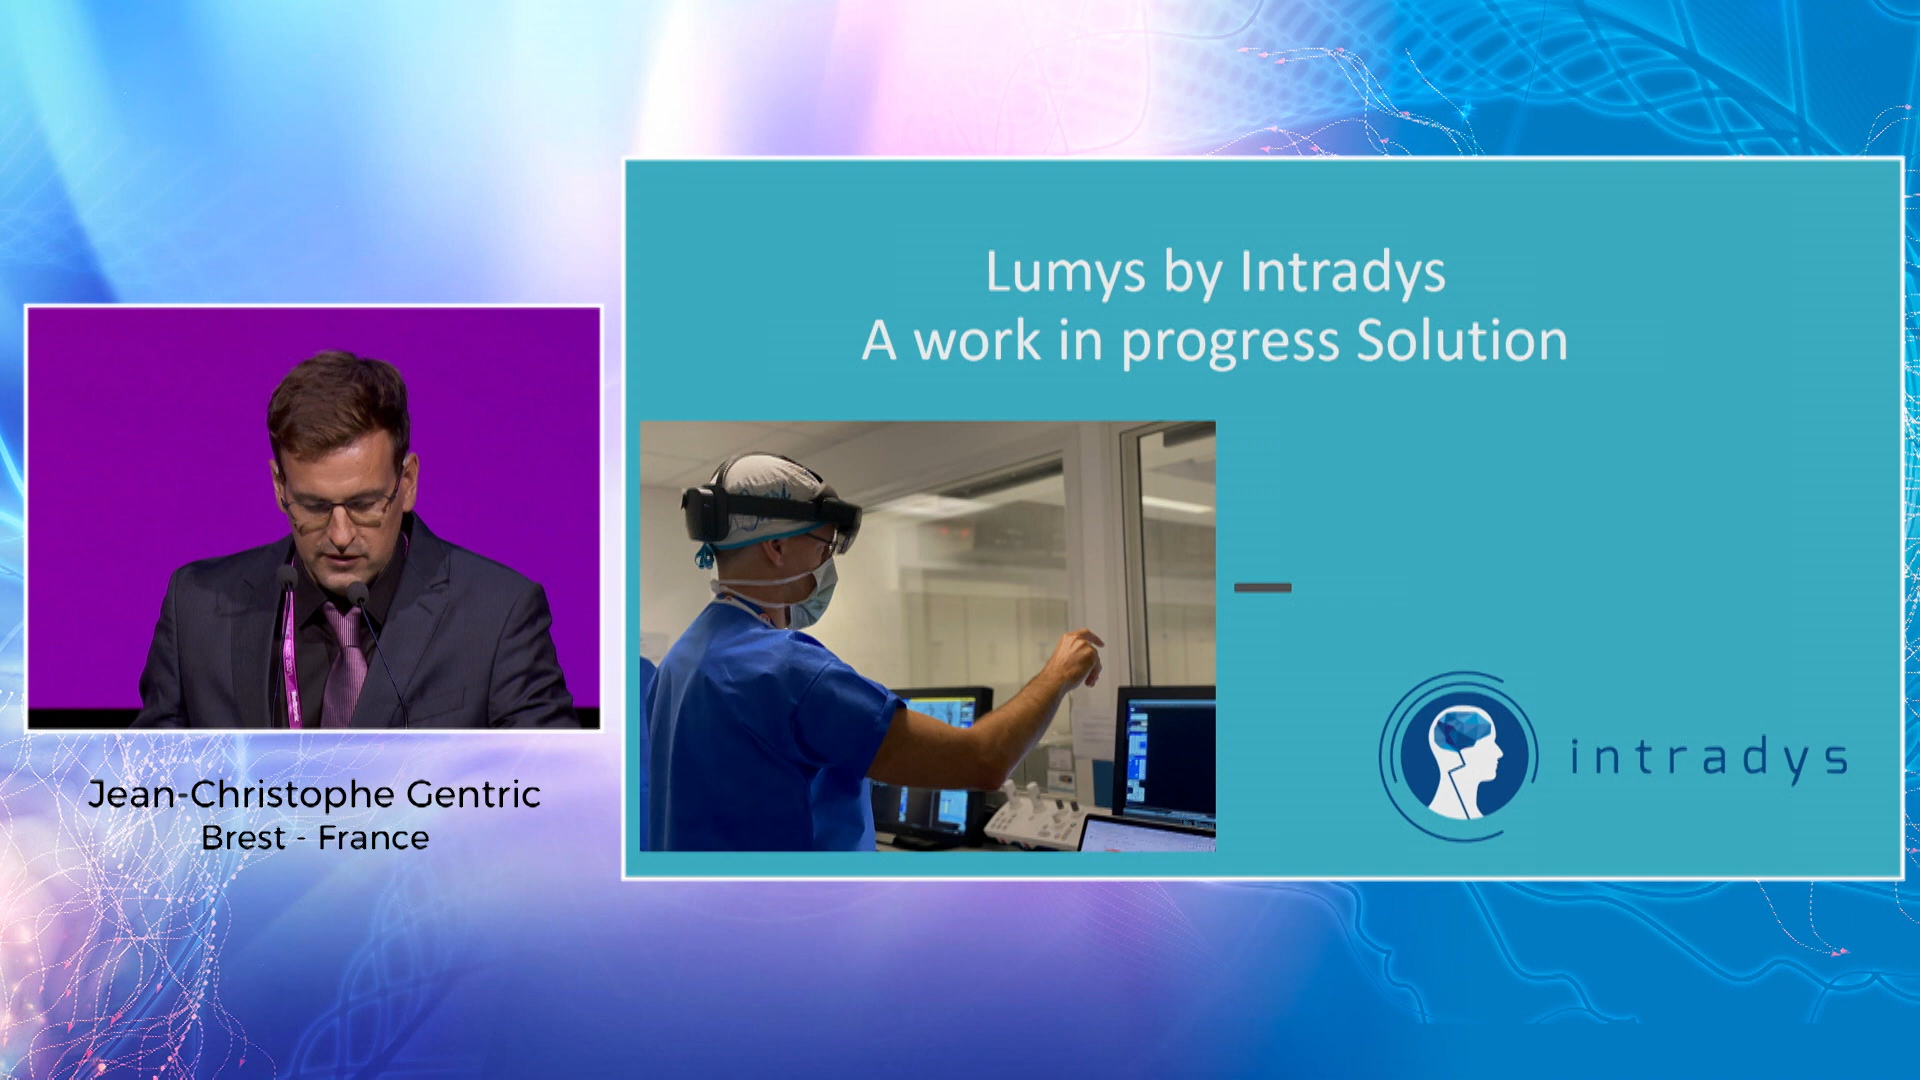 Lumys by Intradys
A work in progress Solution
intradys
Jean-Christophe Gentric
Brest - France